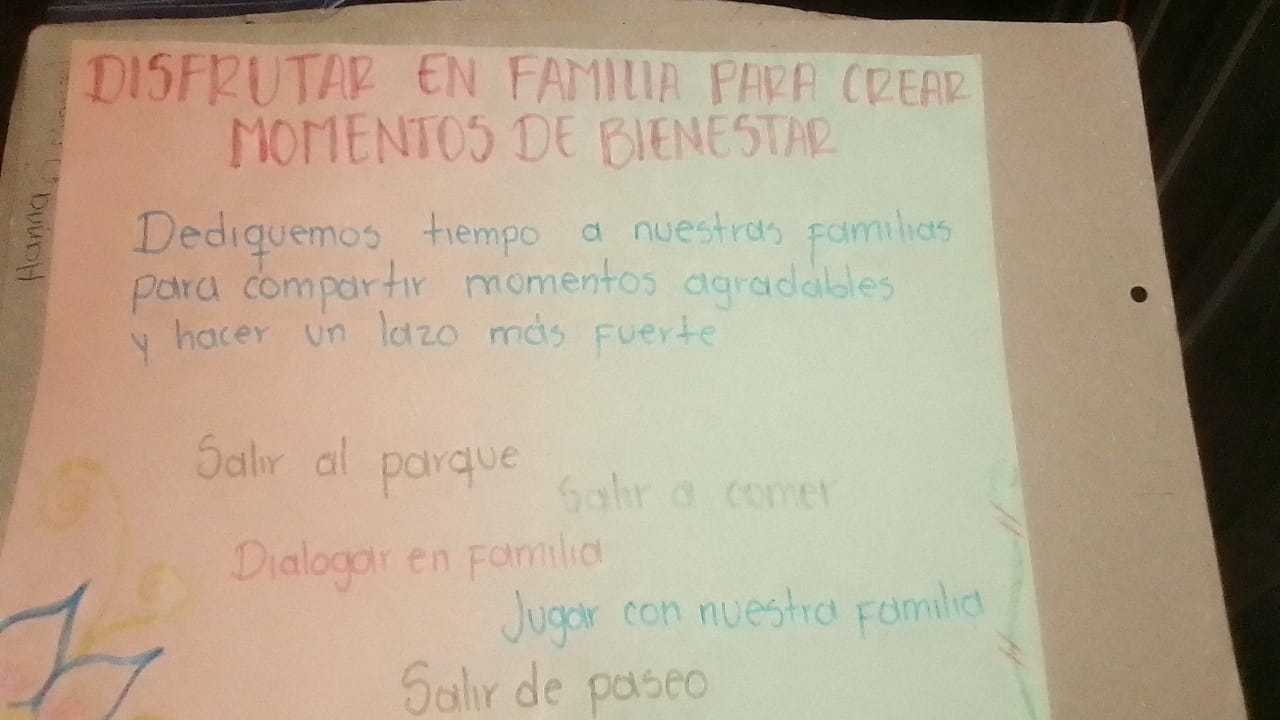 DISFRUTAR EN FAMILIA PARA CREAR
MOMENTOS DE BIENESTAR
Dediquemos tiempo a nuestras familias
para compartir momentos agradables
y hacer un lazo más fuerte
Salir al parque
Salir a comer
Dialogar en familia
Jugar con nuestra familia
Salir de paseo
Hanna